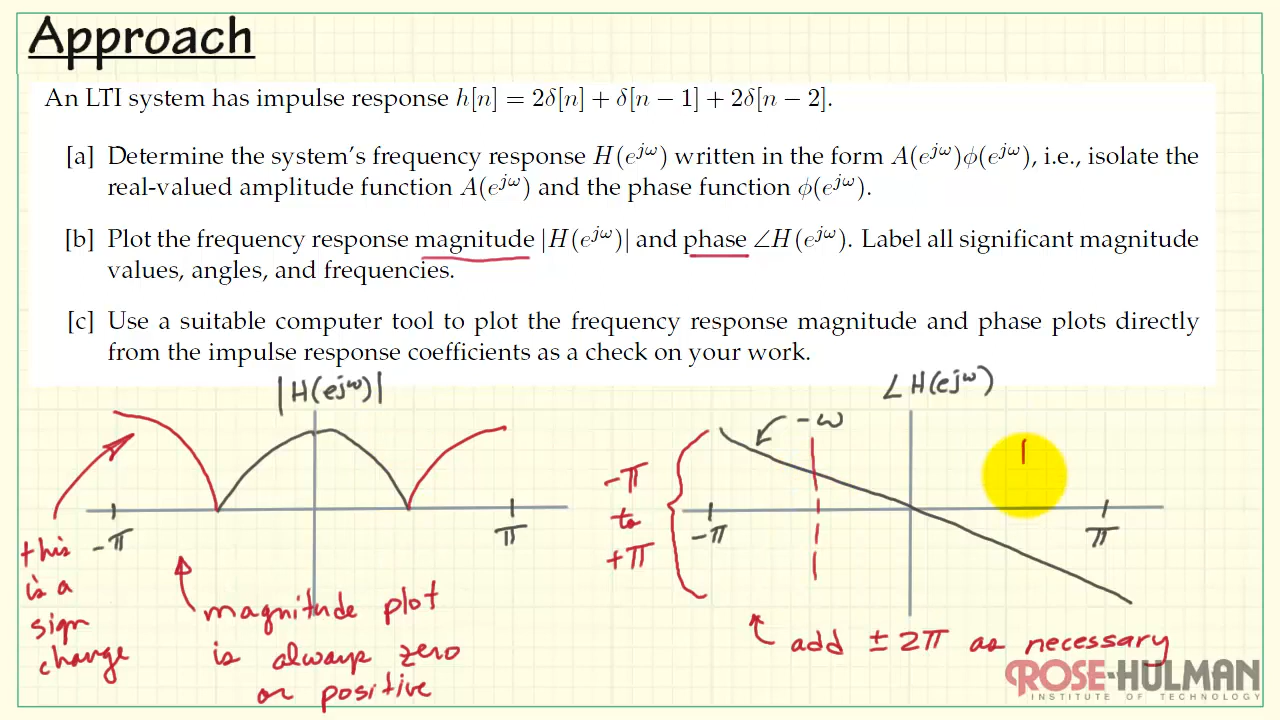 Approach
An LTI system has impulse response h[n] = 2δ[n] + δ[n − 1] + 2δ[n − 2].
[a] Determine the system's frequency response H(e^{jω}) written in the form A(e^{jω})ϕ(e^{jω}), i.e., isolate the
real-valued amplitude function A(e^{jω}) and the phase function ϕ(e^{jω}).
[b] Plot the frequency response magnitude |H(e^{jω})| and phase ∠H(e^{jω}). Label all significant magnitude
values, angles, and frequencies.
[c] Use a suitable computer tool to plot the frequency response magnitude and phase plots directly
from the impulse response coefficients as a check on your work.
|H(e^{jω})|
-π
π
this
is a
sign
change
magnitude plot
is always zero
or positive
∠H(e^{jω})
-ω
-π
to
+π
-π
π
add ± 2π as necessary
ROSE-HULMAN
INSTITUTE OF TECHNOLOGY